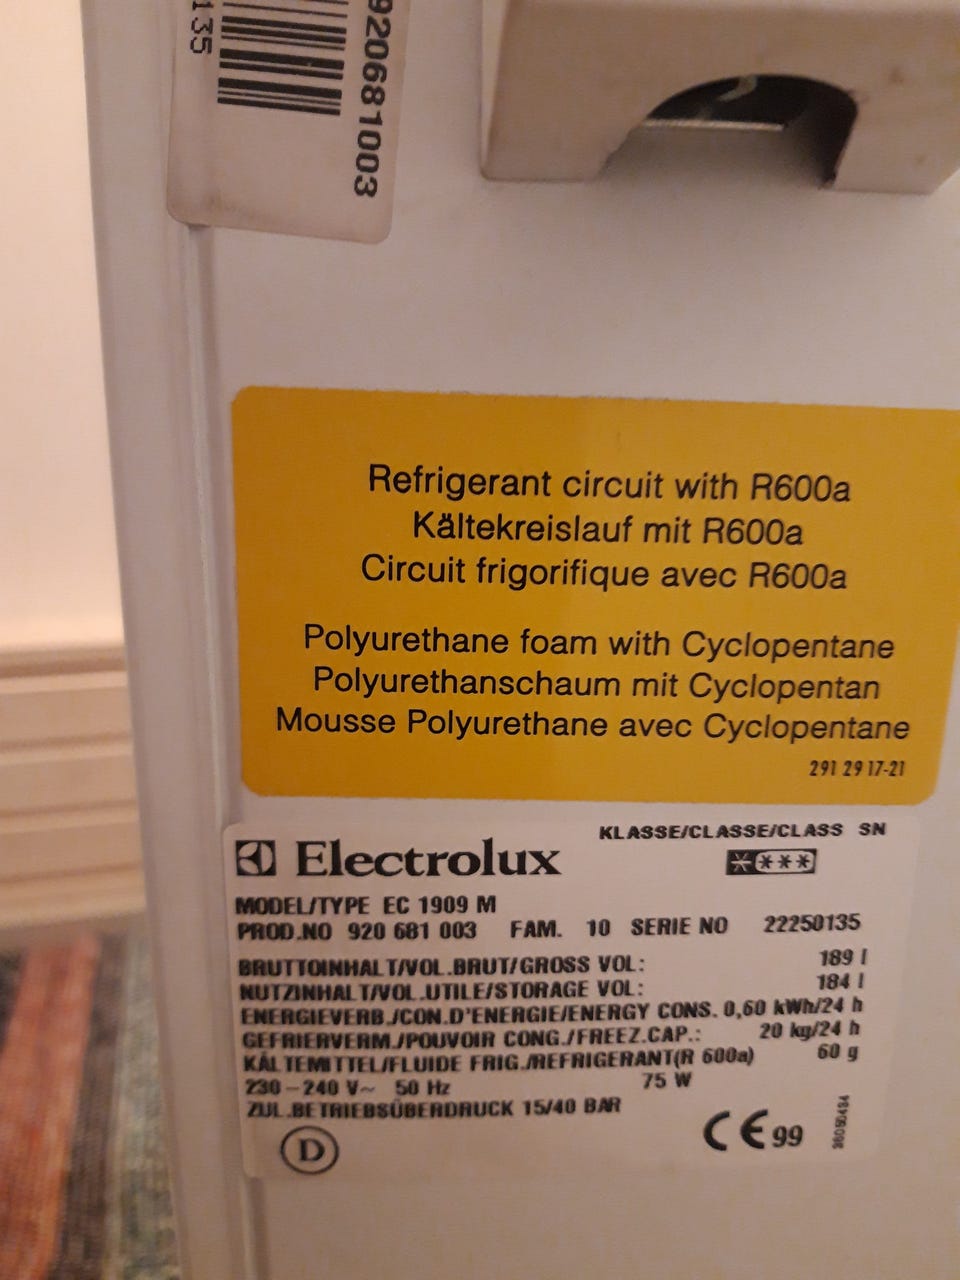 135
920681003
Refrigerant circuit with R600a
Kältekreislauf mit R600a
Circuit frigorifique avec R600a
Polyurethane foam with Cyclopentane
Polyurethanschaum mit Cyclopentan
Mousse Polyurethane avec Cyclopentane
291 29 17-21
KLASSE/CLASSE/CLASS SN
Electrolux
MODEL/TYPE EC 1909 M
PROD.NO 920 681 003 FAM. 10 SERIE NO 22250135
BRUTTOINHALT/VOL.BRUT/GROSS VOL: 189 l
NUTZINHALT/VOL.UTILE/STORAGE VOL: 184 l
ENERGIEVERB./CON.D'ENERGIE/ENERGY CONS. 0,60 kWh/24 h
GEFRIERVERM./POUVOIR CONG./FREEZ.CAP.: 20 kg/24 h
KÄLTEMITTEL/FLUIDE FRIG./REFRIGERANT(R 600a) 60 g
230-240 V~ 50 Hz 75 W
ZUL.BETRIEBSÜBERDRUCK 15/40 BAR
D
CE 99